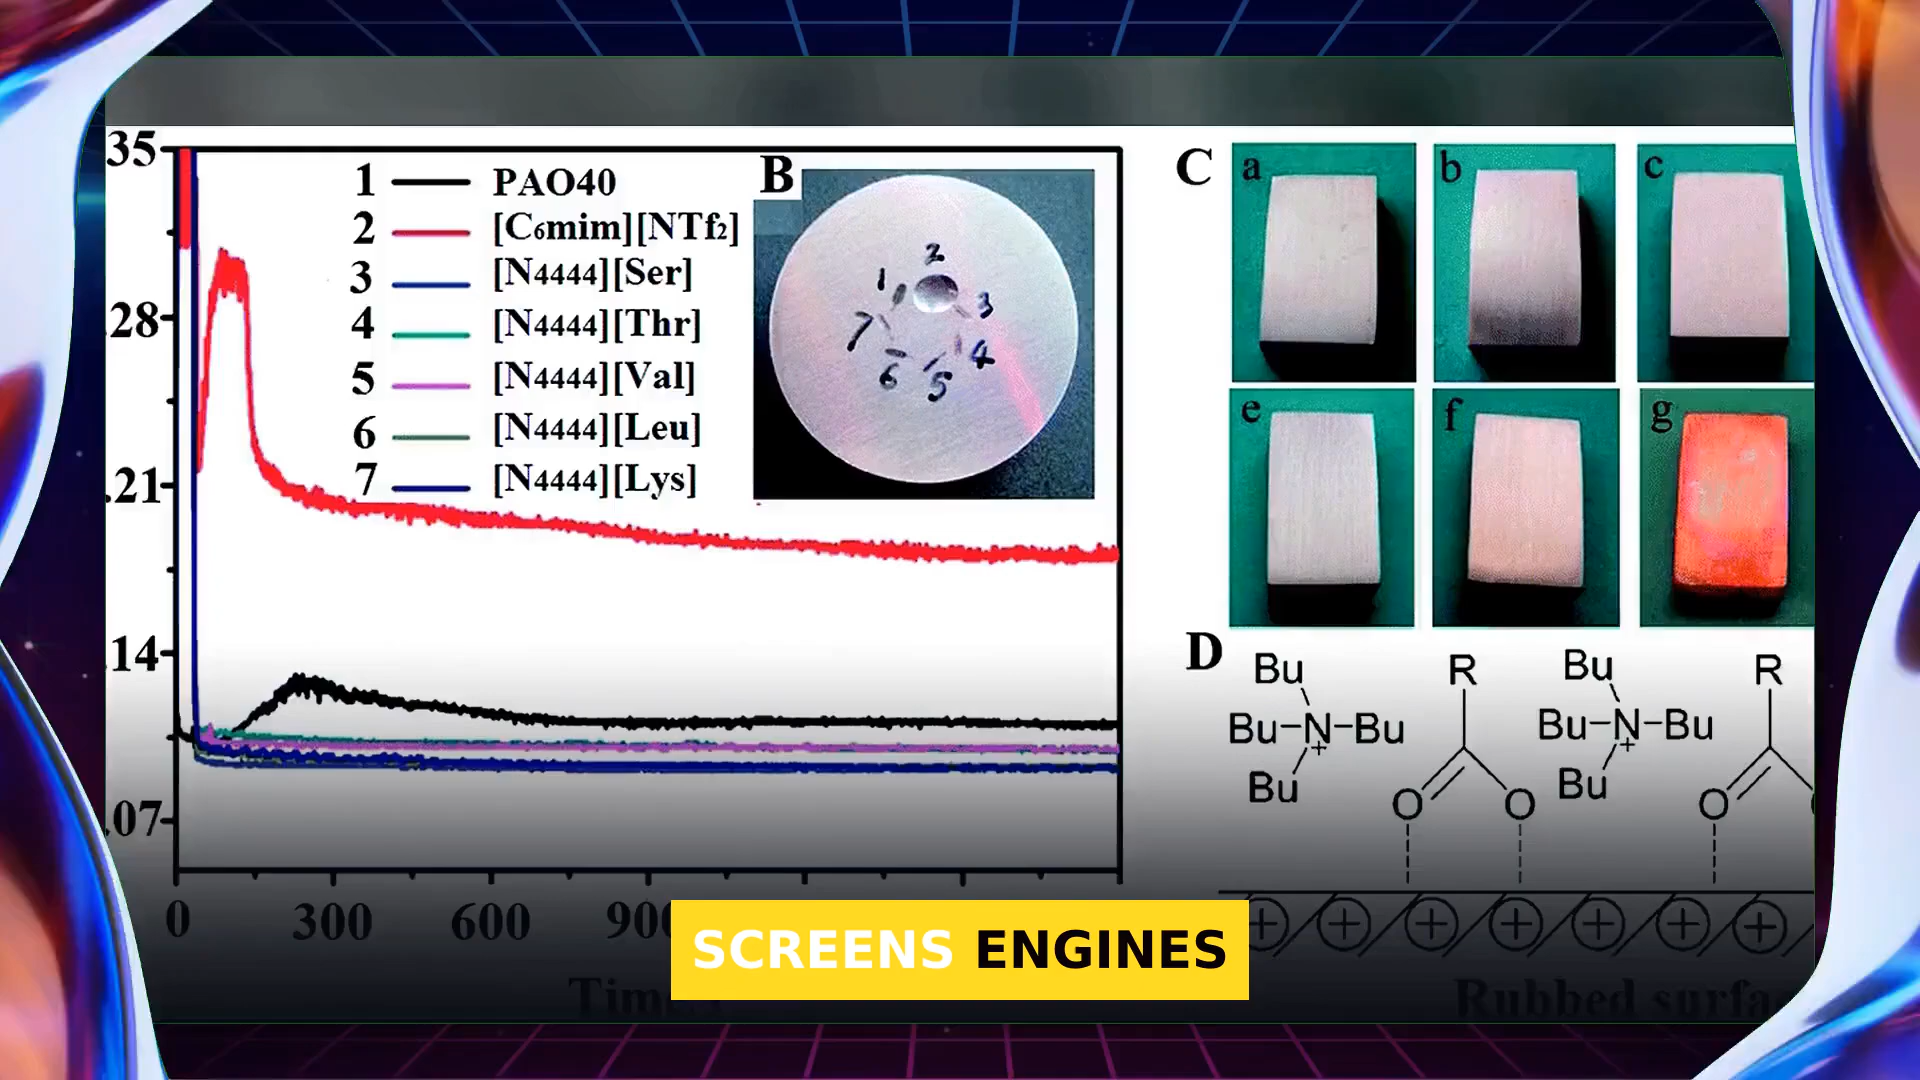 .35
.28
.21
.14
.07
0
300
600
900
1 PAO40
2 [C₆mim][NTf₂]
3 [N4444][Ser]
4 [N4444][Thr]
5 [N4444][Val]
6 [N4444][Leu]
7 [N4444][Lys]
B
1
2
3
4
5
6
7
C
a
b
c
e
f
g
D
Bu
Bu-N-Bu
+
Bu
R
O
O
Bu
Bu-N-Bu
+
Bu
R
O
+ + + + + + +
Rubbed
SCREENS ENGINES